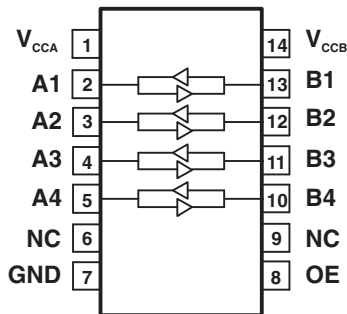 VCCA 1 14 VCCB
A1 2 13 B1
A2 3 12 B2
A3 4 11 B3
A4 5 10 B4
NC 6 9 NC
GND 7 8 OE